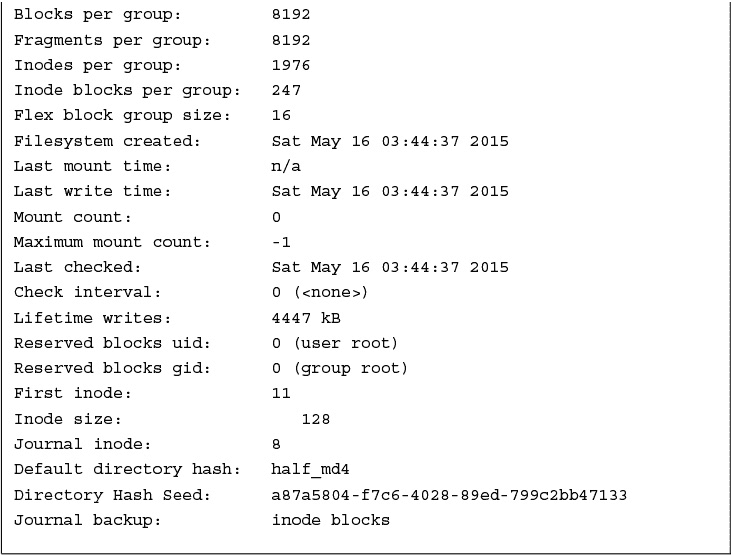 Blocks per group:         8192
Fragments per group:      8192
Inodes per group:         1976
Inode blocks per group:   247
Flex block group size:    16
Filesystem created:       Sat May 16 03:44:37 2015
Last mount time:          n/a
Last write time:          Sat May 16 03:44:37 2015
Mount count:              0
Maximum mount count:      -1
Last checked:             Sat May 16 03:44:37 2015
Check interval:           0 (<none>)
Lifetime writes:          4447 kB
Reserved blocks uid:      0 (user root)
Reserved blocks gid:      0 (group root)
First inode:              11
Inode size:                  128
Journal inode:            8
Default directory hash:   half_md4
Directory Hash Seed:      a87a5804-f7c6-4028-89ed-799c2bb47133
Journal backup:           inode blocks